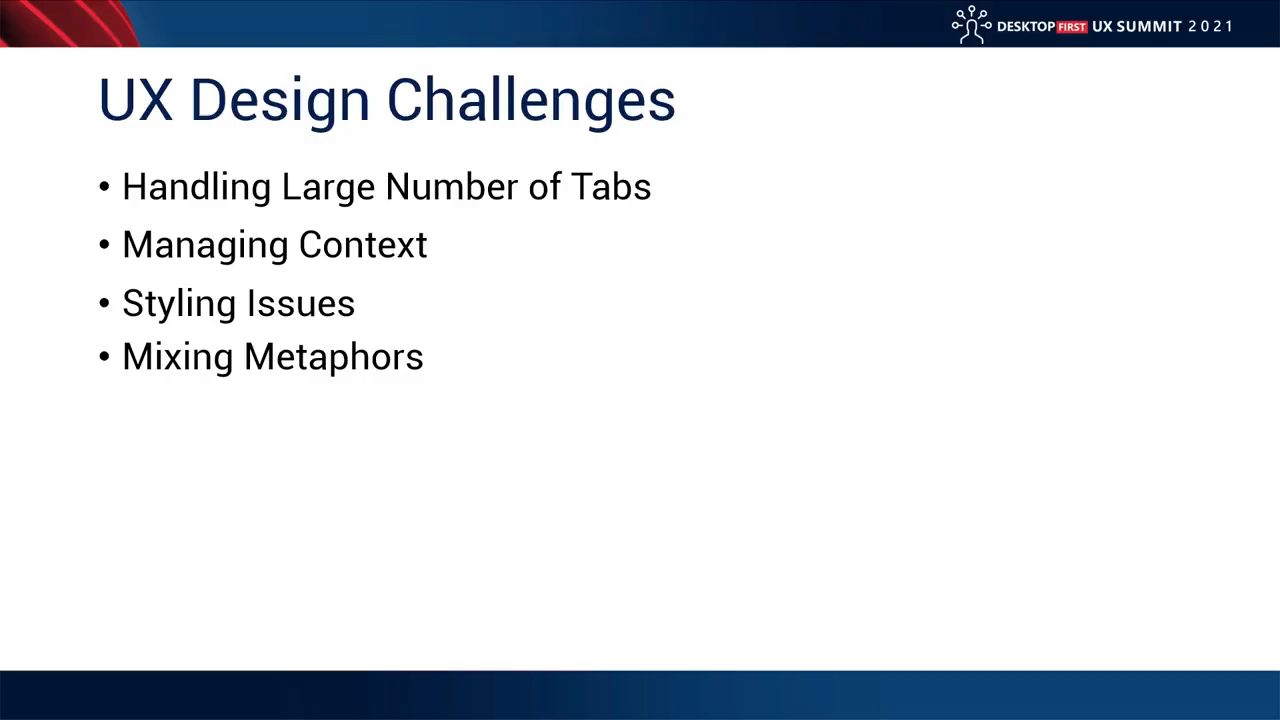 DESKTOP FIRST UX SUMMIT 2021
UX Design Challenges
• Handling Large Number of Tabs
• Managing Context
• Styling Issues
• Mixing Metaphors